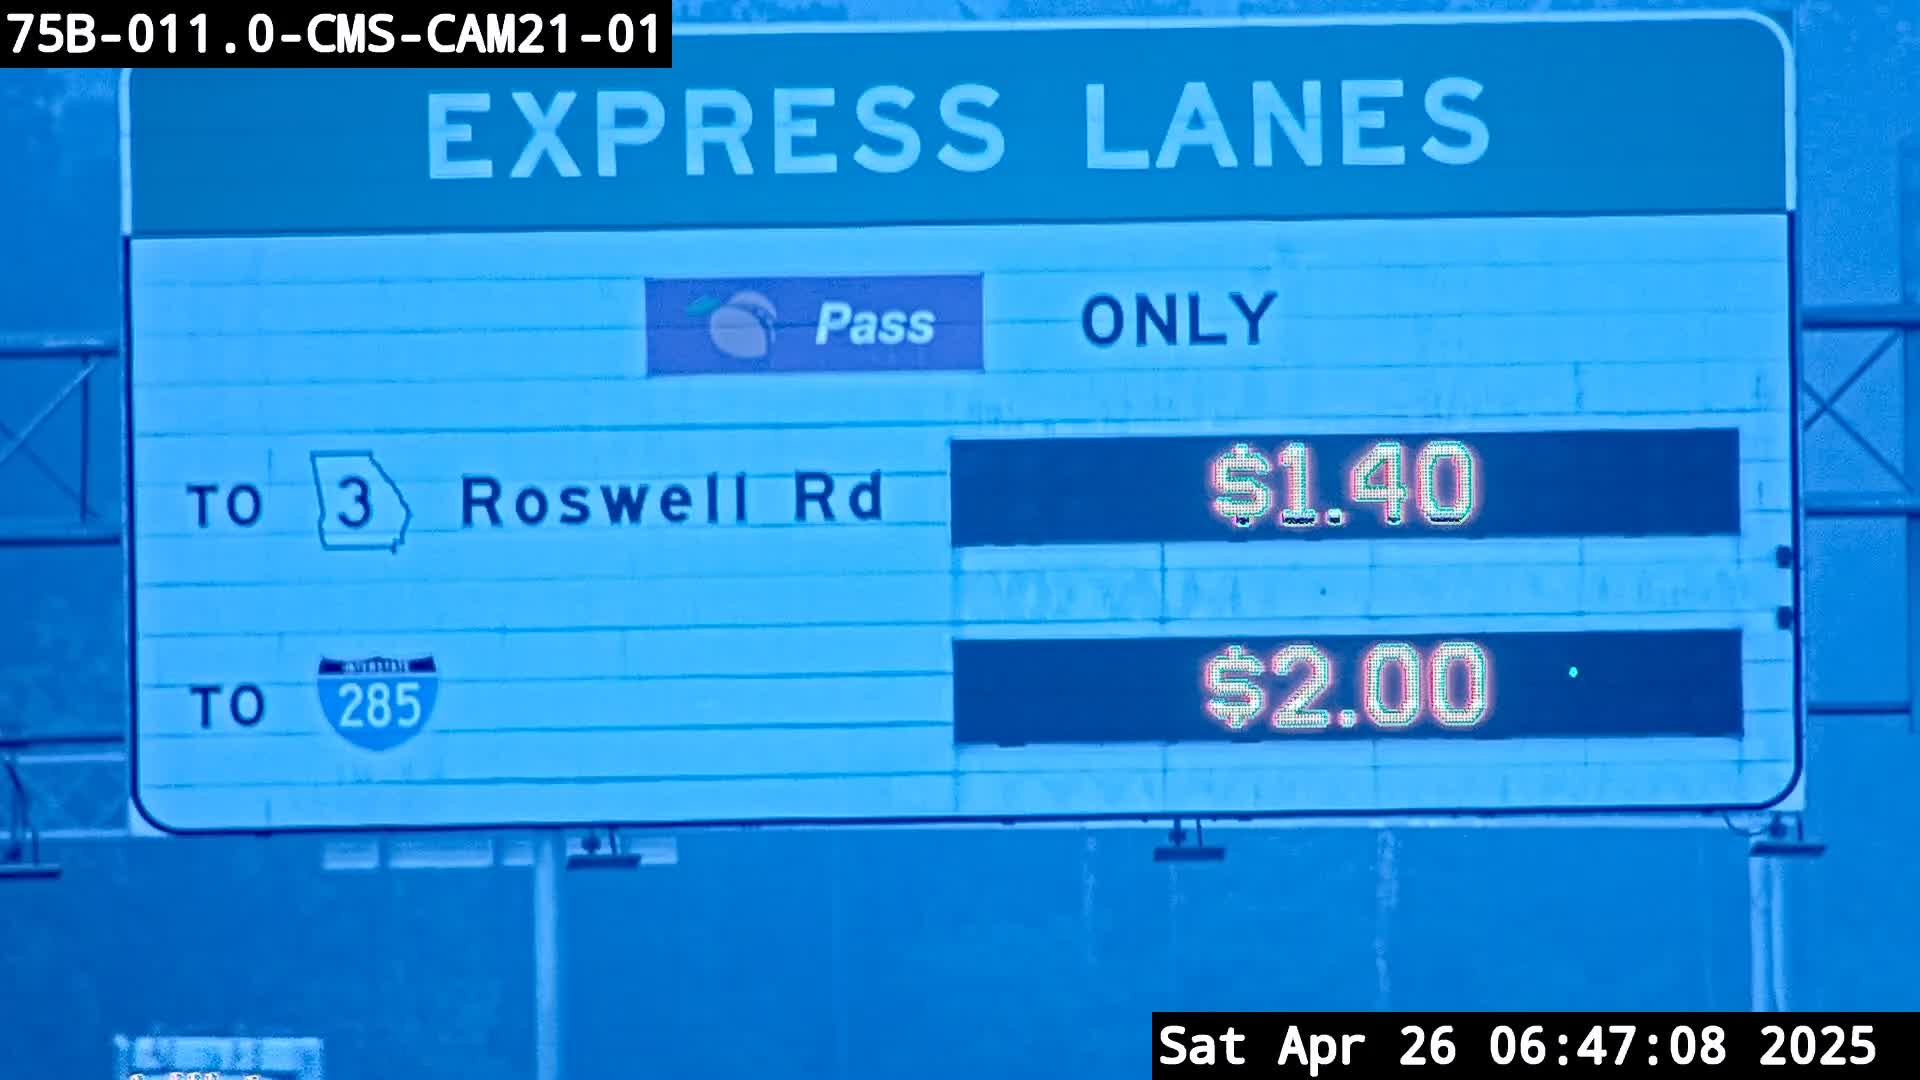 75B-011.0-CMS-CAM21-01
EXPRESS LANES
Pass ONLY
TO 3 Roswell Rd $1.40
TO 285 $2.00
Sat Apr 26 06:47:08 2025